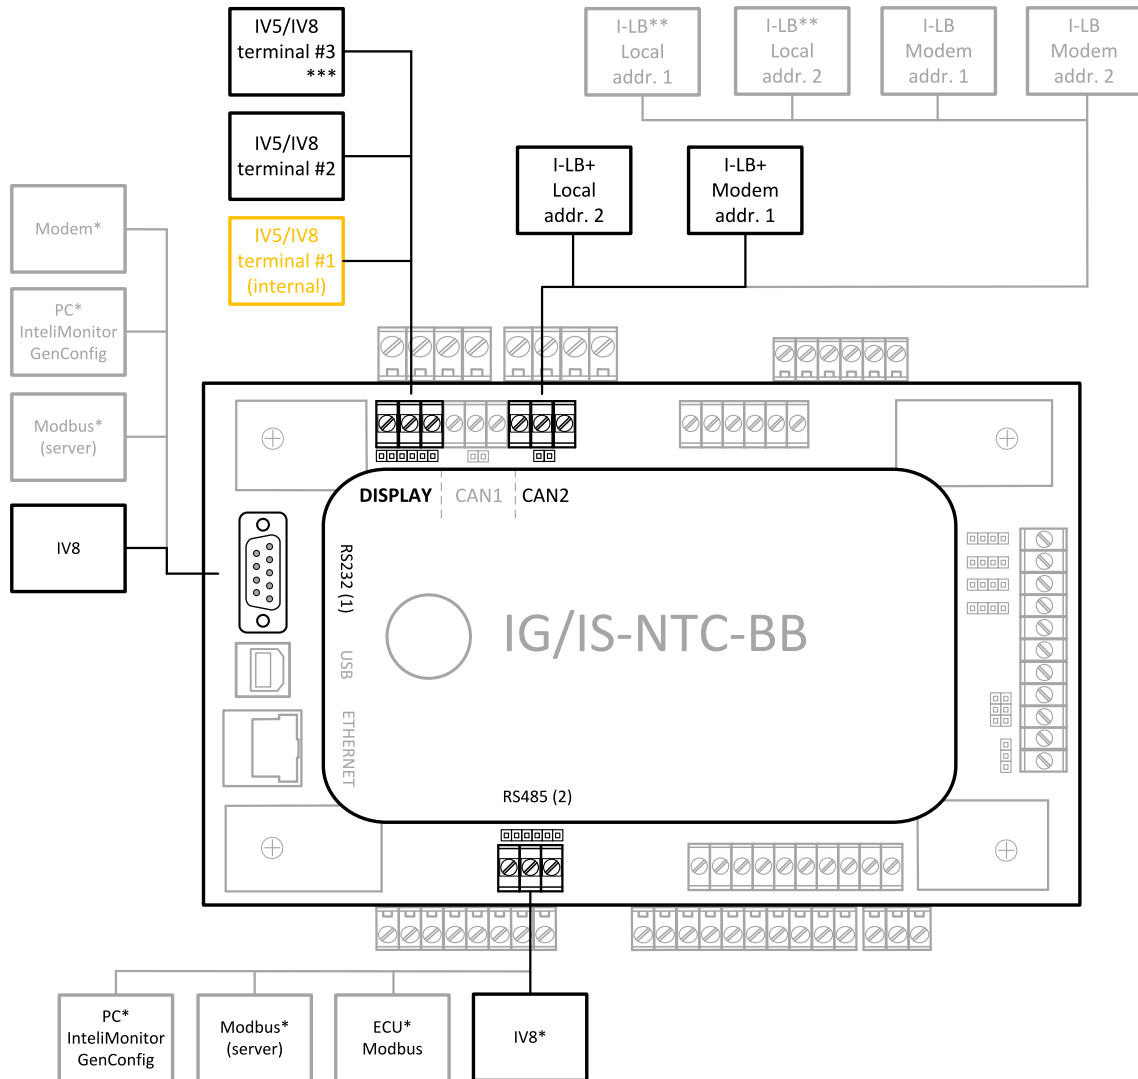 IV5/IV8
terminal #3
***
I-LB**
Local
addr. 1
I-LB**
Local
addr. 2
I-LB
Modem
addr. 1
I-LB
Modem
addr. 2
IV5/IV8
terminal #2
I-LB+
Local
addr. 2
I-LB+
Modem
addr. 1
Modem*
IV5/IV8
terminal #1
(internal)
PC*
InteliMonitor
GenConfig
Modbus*
(server)
IV8
DISPLAY
CAN1
CAN2
RS232 (1)
USB
ETHERNET
IG/IS-NTC-BB
RS485 (2)
PC*
InteliMonitor
GenConfig
Modbus*
(server)
ECU*
Modbus
IV8*